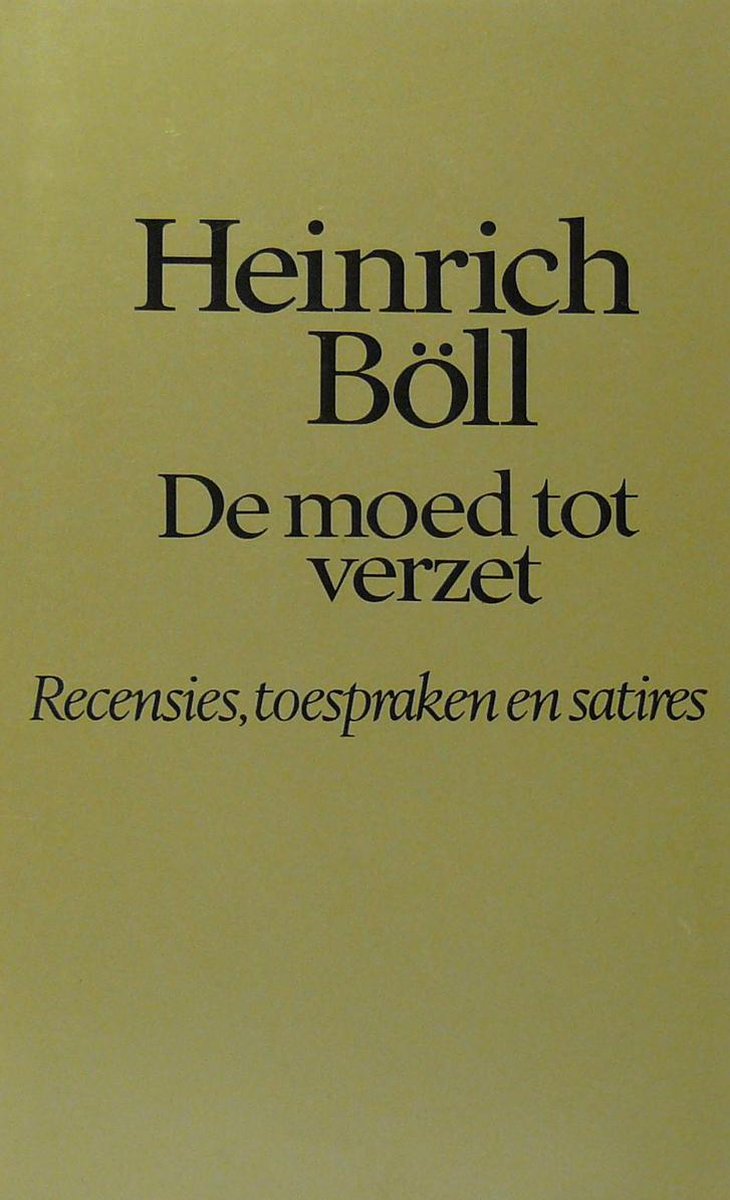 Heinrich
Böll
De moed tot
verzet
Recensies, toespraken en satires